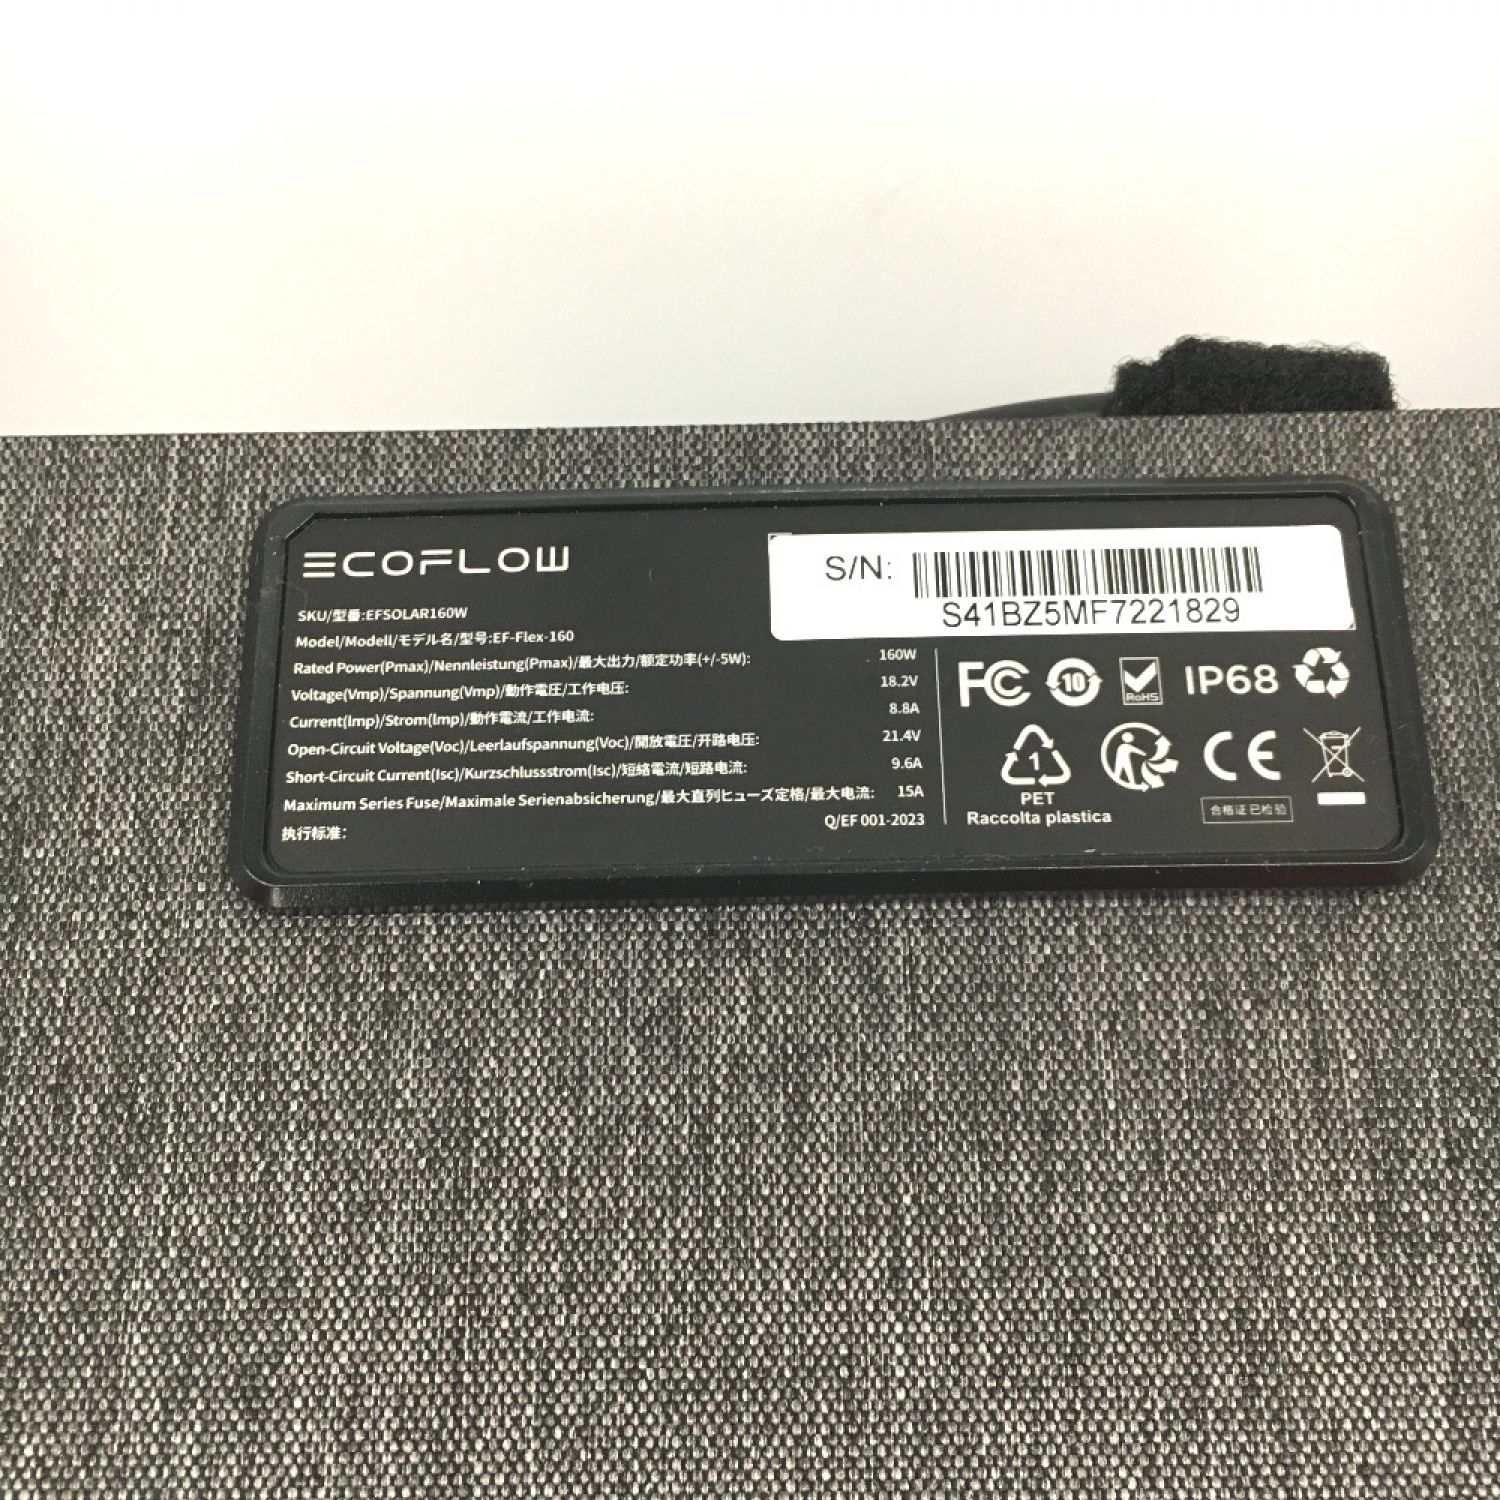 ECOFLOW
S/N:
S41BZ5MF7221829
SKU/型番:EFSOLAR160W
Model/Modell/モデル名/型号:EF-Flex-160
Rated Power(Pmax)/Nennleistung(Pmax)/最大出力/额定功率(+/-5W): 160W
Voltage(Vmp)/Spannung(Vmp)/動作電圧/工作电压: 18.2V
Current(Imp)/Strom(Imp)/動作電流/工作电流: 8.8A
Open-Circuit Voltage(Voc)/Leerlaufspannung(Voc)/開放電圧/开路电压: 21.4V
Short-Circuit Current(Isc)/Kurzschlussstrom(Isc)/短絡電流/短路电流: 9.6A
Maximum Series Fuse/Maximale Serienabsicherung/最大直列ヒューズ定格/最大电流: 15A
执行标准: Q/EF 001-2023
FC 10 RoHS IP68
1 CE
PET
Raccolta plastica
合格证 已检验